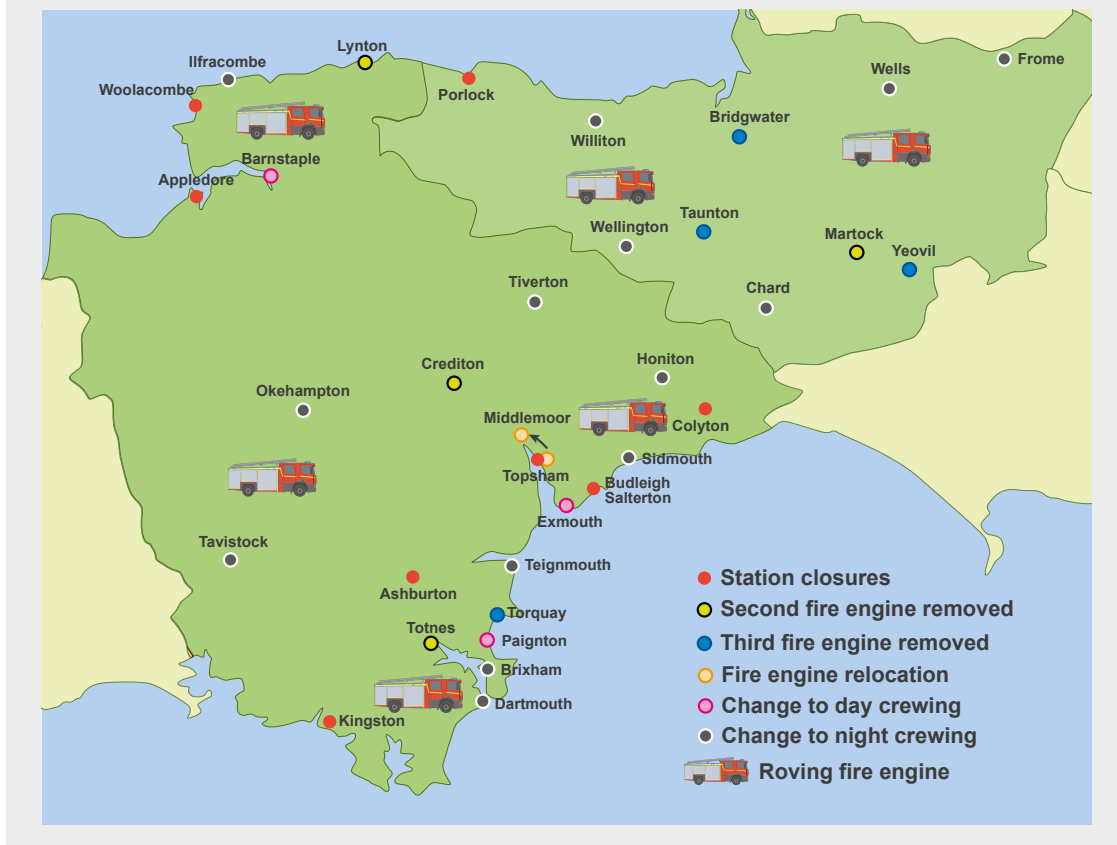 Lynton
Ilfracombe
Frome
Wells
Woolacombe
Porlock
Bridgwater
Williton
Barnstaple
Appledore
Taunton
Wellington
Martock
Yeovil
Tiverton
Chard
Crediton
Honiton
Okehampton
Middlemoor
Colyton
Sidmouth
Topsham
Budleigh
Salterton
Exmouth
Tavistock
Teignmouth
Ashburton
Torquay
Totnes
Paignton
Brixham
Dartmouth
Kingston
Station closures
Second fire engine removed
Third fire engine removed
Fire engine relocation
Change to day crewing
Change to night crewing
Roving fire engine